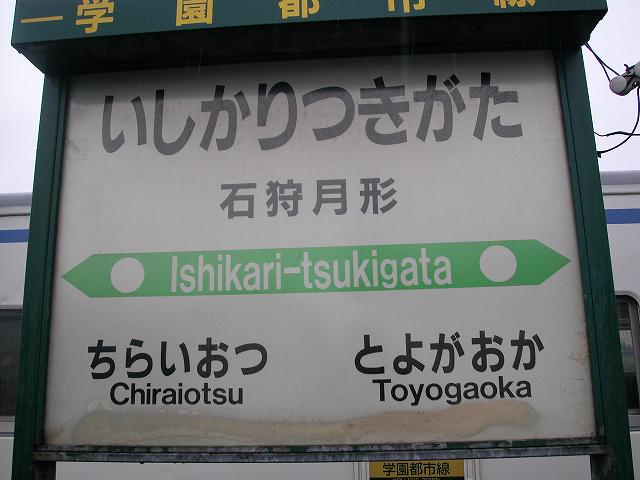 一学園都市線
いしかりつきがた
石狩月形
Ishikari-tsukigata
ちらいおつ
Chiraiotsu
とよがおか
Toyogaoka
学園都市線